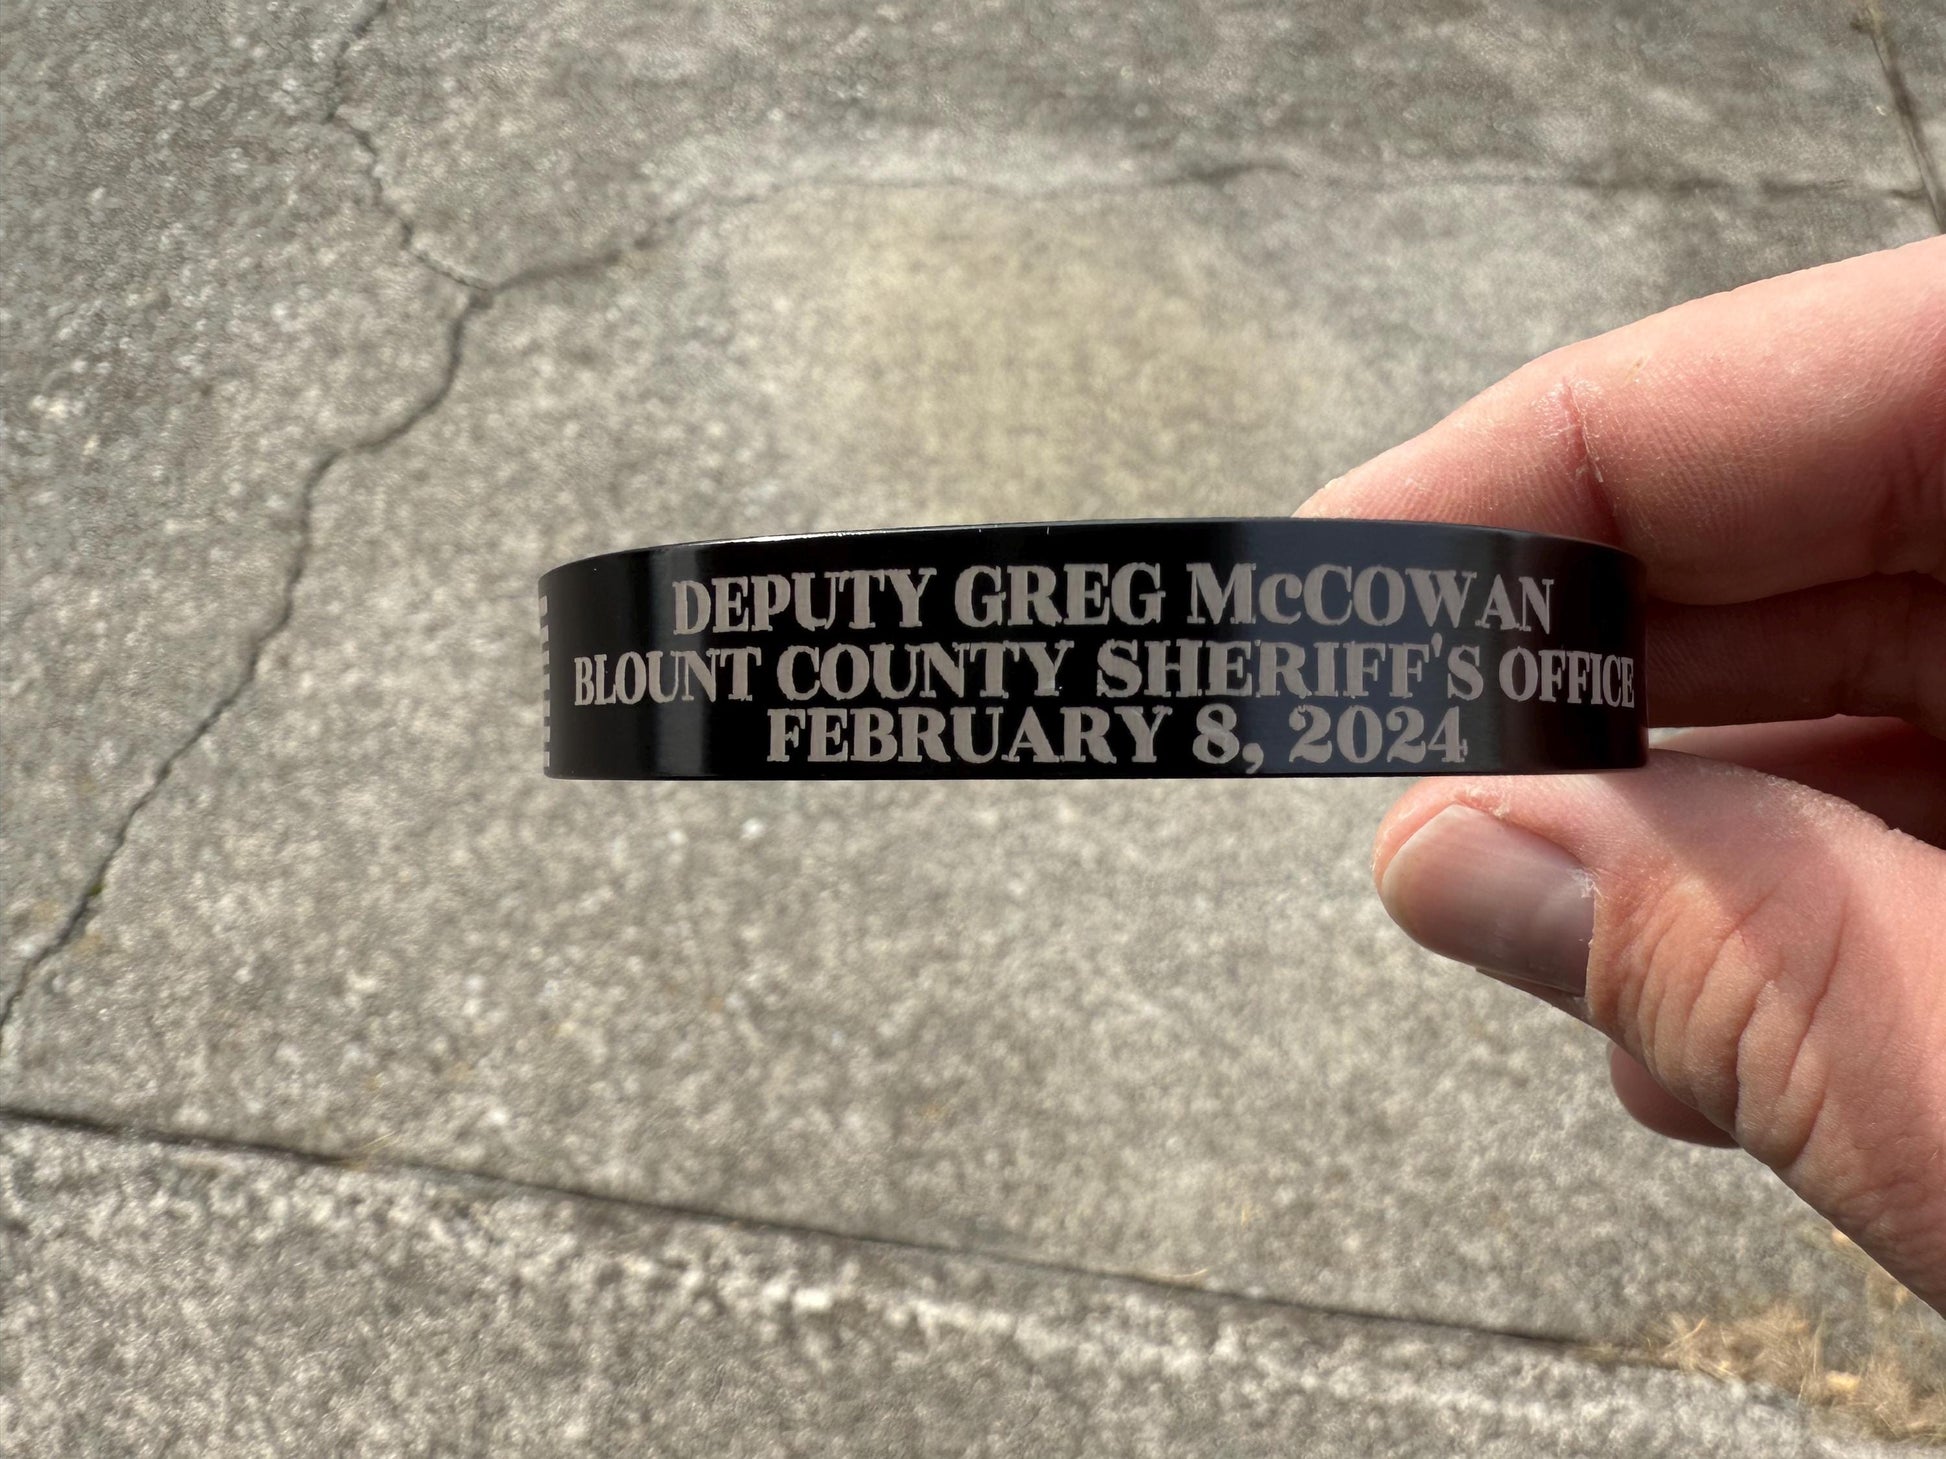 DEPUTY GREG McCOWAN
BLOUNT COUNTY SHERIFF'S OFFICE
FEBRUARY 8, 2024